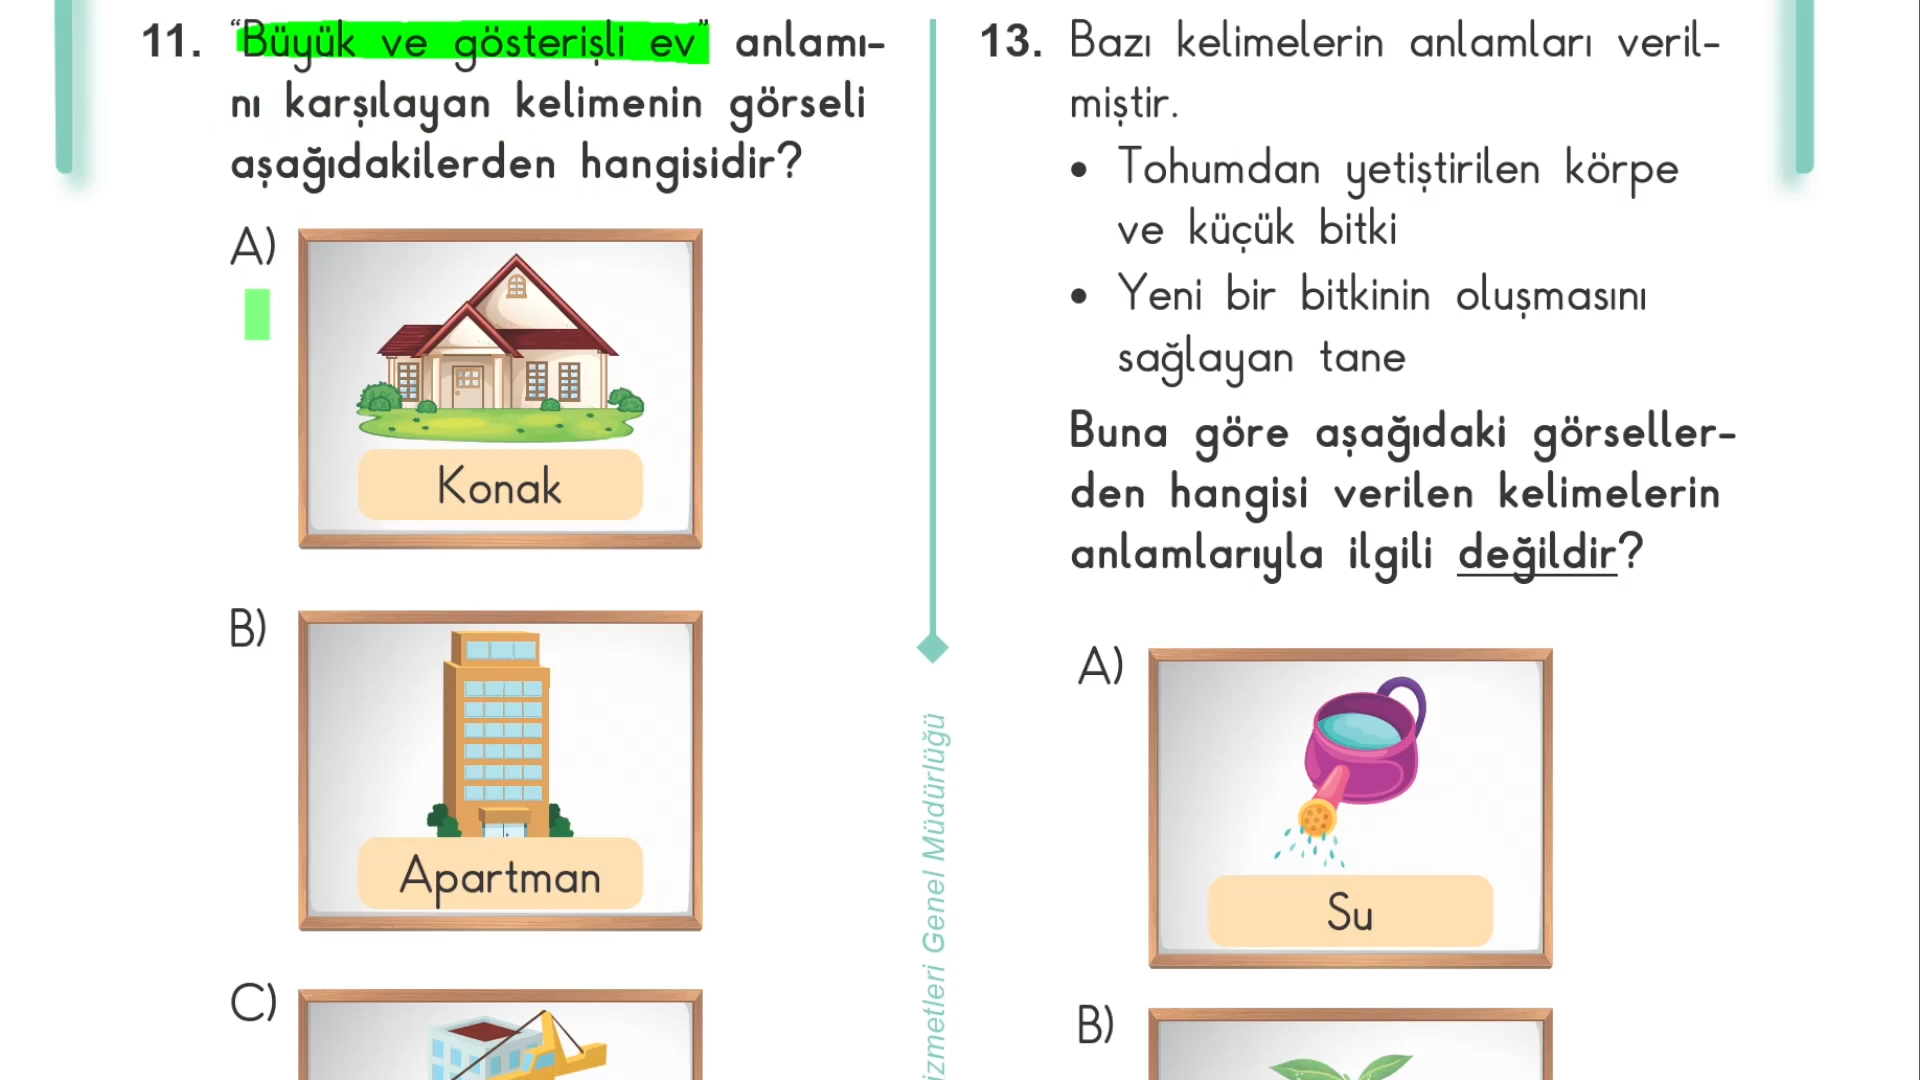 11. “Büyük ve gösterişli ev” anlamı-
nı karşılayan kelimenin görseli
aşağıdakilerden hangisidir?
A)
Konak
B)
Apartman
C)
izmetleri Genel Müdürlüğü
13. Bazı kelimelerin anlamları veril-
miştir.
• Tohumdan yetiştirilen körpe
ve küçük bitki
• Yeni bir bitkinin oluşmasını
sağlayan tane
Buna göre aşağıdaki görseller-
den hangisi verilen kelimelerin
anlamlarıyla ilgili değildir?
A)
Su
B)